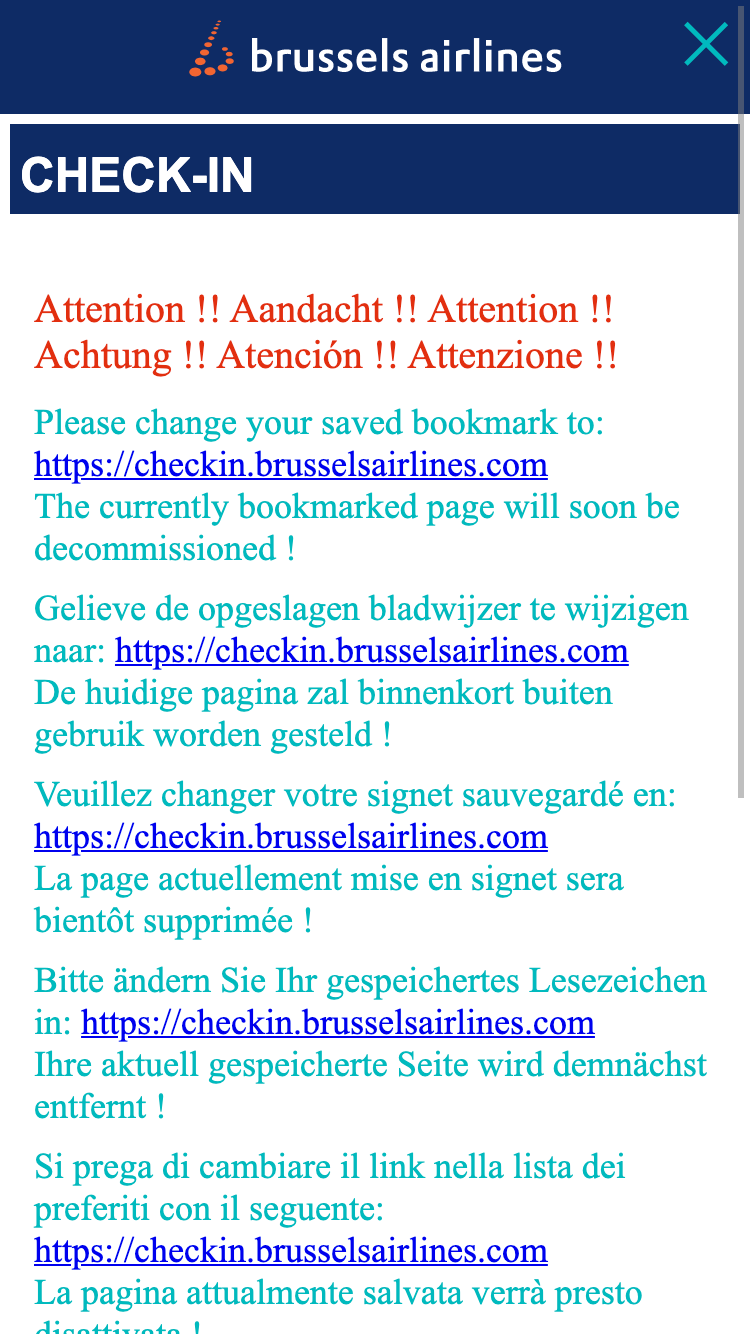 brussels airlines
CHECK-IN
Attention !! Aandacht !! Attention !!
Achtung !! Atención !! Attenzione !!
Please change your saved bookmark to:
https://checkin.brusselsairlines.com
The currently bookmarked page will soon be
decommissioned !
Gelieve de opgeslagen bladwijzer te wijzigen
naar: https://checkin.brusselsairlines.com
De huidige pagina zal binnenkort buiten
gebruik worden gesteld !
Veuillez changer votre signet sauvegardé en:
https://checkin.brusselsairlines.com
La page actuellement mise en signet sera
bientôt supprimée !
Bitte ändern Sie Ihr gespeichertes Lesezeichen
in: https://checkin.brusselsairlines.com
Ihre aktuell gespeicherte Seite wird demnächst
entfernt !
Si prega di cambiare il link nella lista dei
preferiti con il seguente:
https://checkin.brusselsairlines.com
La pagina attualmente salvata verrà presto
disattivata !